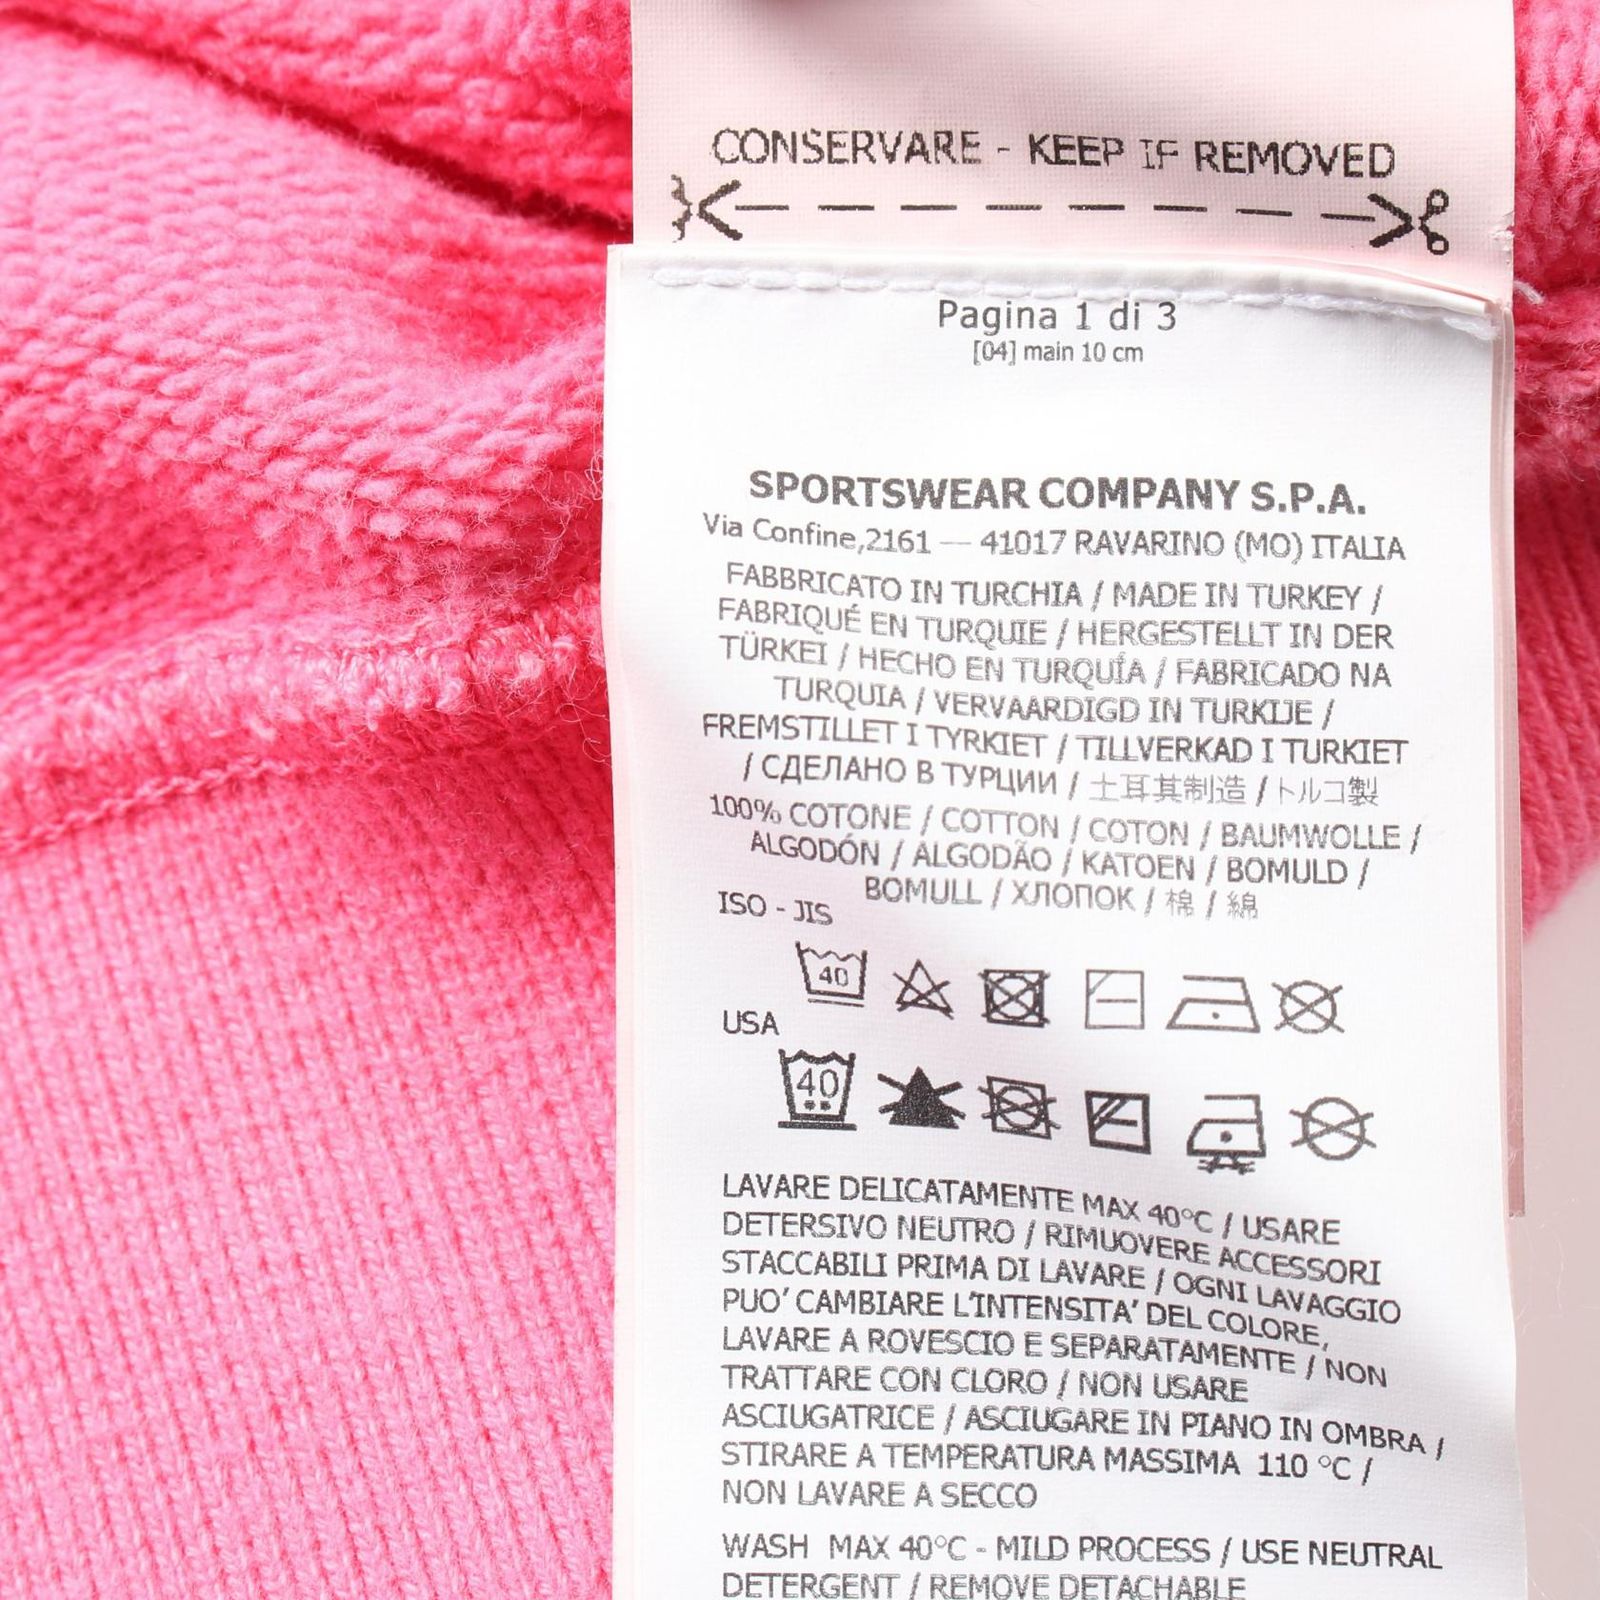 CONSERVARE - KEEP IF REMOVED
Pagina 1 di 3
[04] main 10 cm
SPORTSWEAR COMPANY S.P.A.
Via Confine,2161 — 41017 RAVARINO (MO) ITALIA
FABBRICATO IN TURCHIA / MADE IN TURKEY /
FABRIQUÉ EN TURQUIE / HERGESTELLT IN DER
TÜRKEI / HECHO EN TURQUÍA / FABRICADO NA
TURQUIA / VERVAARDIGD IN TURKIJE /
FREMSTILLET I TYRKIET / TILLVERKAD I TURKIET
/ СДЕЛАНО В ТУРЦИИ / 土耳其制造 / トルコ製
100% COTONE / COTTON / COTON / BAUMWOLLE /
ALGODÓN / ALGODÃO / KATOEN / BOMULD /
BOMULL / ХЛОПОК / 棉 / 綿
ISO - JIS
40
USA
40
LAVARE DELICATAMENTE MAX 40°C / USARE
DETERSIVO NEUTRO / RIMUOVERE ACCESSORI
STACCABILI PRIMA DI LAVARE / OGNI LAVAGGIO
PUO' CAMBIARE L'INTENSITA' DEL COLORE,
LAVARE A ROVESCIO E SEPARATAMENTE / NON
TRATTARE CON CLORO / NON USARE
ASCIUGATRICE / ASCIUGARE IN PIANO IN OMBRA /
STIRARE A TEMPERATURA MASSIMA 110 °C /
NON LAVARE A SECCO
WASH MAX 40°C - MILD PROCESS / USE NEUTRAL
DETERGENT / REMOVE DETACHABLE